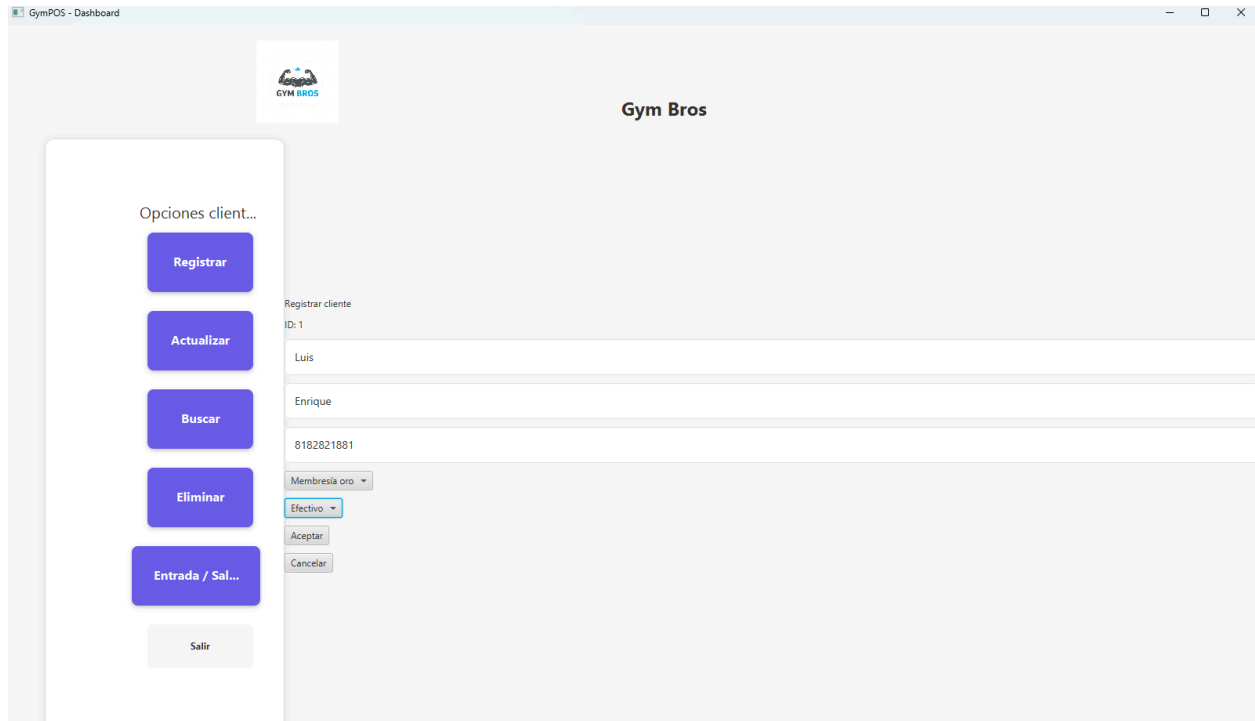 GymPOS - Dashboard
GYM BROS
Gym Bros
Opciones client...
Registrar
Actualizar
Buscar
Eliminar
Entrada / Sal...
Salir
Registrar cliente
ID: 1
Luis
Enrique
8182821881
Membresía oro
Efectivo
Aceptar
Cancelar